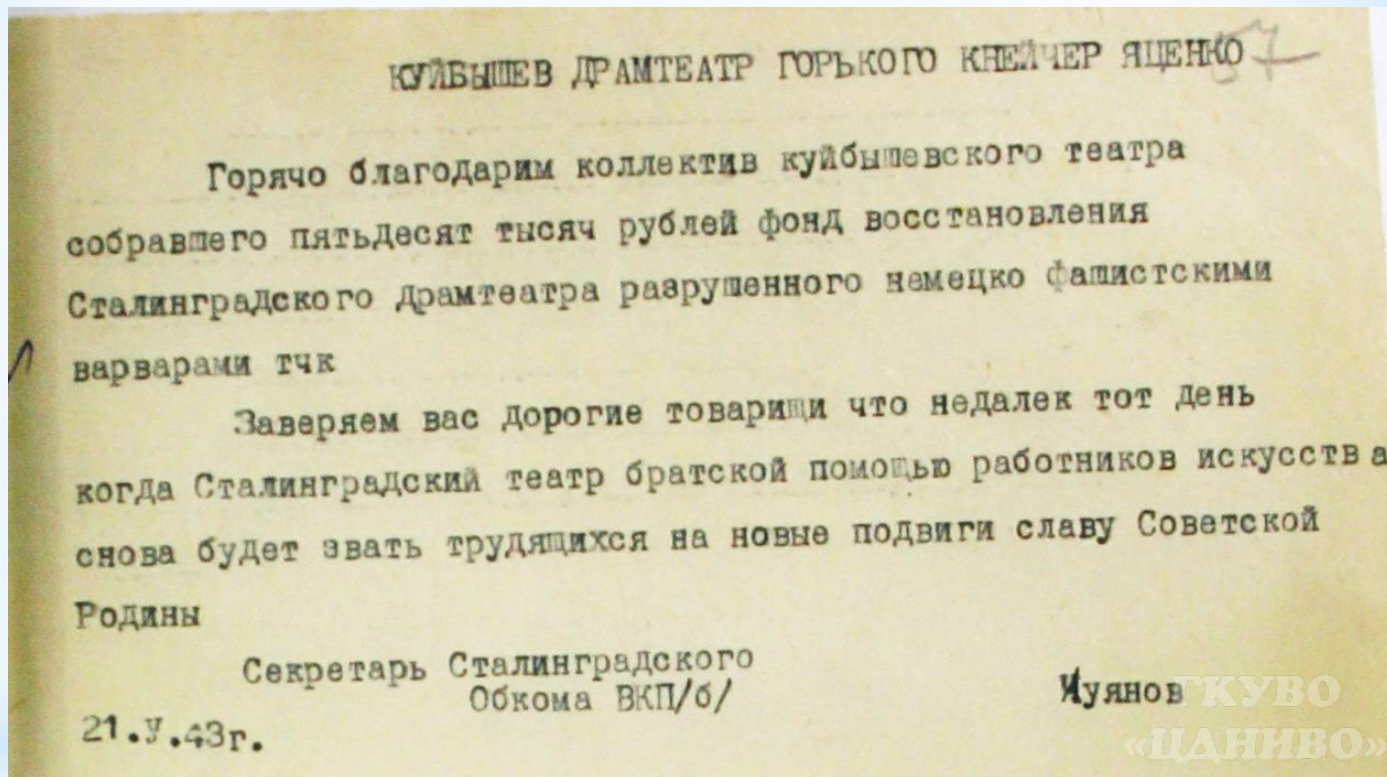 57
КУЙБЫШЕВ ДРАМТЕАТР ГОРЬКОГО КНЕЙЧЕР ЯЦЕНКО
Горячо благодарим коллектив куйбышевского театра
собравшего пятьдесят тысяч рублей фонд восстановления
Сталинградского драмтеатра разрушенного немецко фашистскими
варварами тчк
Заверяем вас дорогие товарищи что недалек тот день
когда Сталинградский театр братской помощью работников искусства
снова будет звать трудящихся на новые подвиги славу Советской
Родины
Секретарь Сталинградского
Обкома ВКП/б/ Чуянов
21.V.43г.
ГКУВО
«ЦДНИВО»